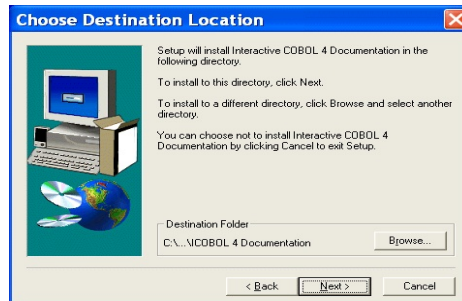 Choose Destination Location
Setup will install Interactive COBOL 4 Documentation in the
following directory.
To install to this directory, click Next.
To install to a different directory, click Browse and select another
directory.
You can choose not to install Interactive COBOL 4
Documentation by clicking Cancel to exit Setup.
Destination Folder
C:\...\ICOBOL 4 Documentation
Browse...
< Back
Next >
Cancel